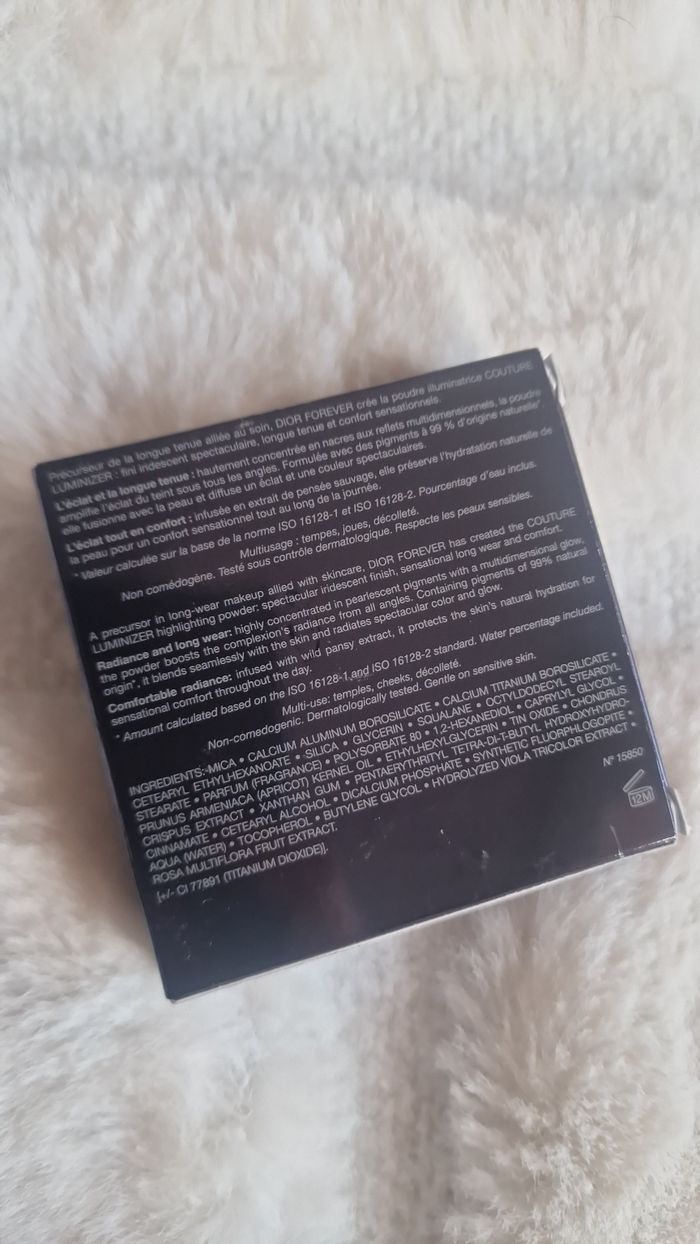 Précurseur de la longue tenue alliée au soin, DIOR FOREVER crée la poudre illuminatrice COUTURE
LUMINIZER : fini iridescent spectaculaire, longue tenue et confort sensationnels.
L'éclat et la longue tenue : hautement concentrée en nacres aux reflets multidimensionnels, la poudre
amplifie l'éclat du teint sous tous les angles. Formulée avec des pigments à 99 % d'origine naturelle*,
elle fusionne avec la peau et diffuse un éclat et une couleur spectaculaires.
L'éclat tout en confort : infusée en extrait de pensée sauvage, elle préserve l'hydratation naturelle de
la peau pour un confort sensationnel tout au long de la journée.
* Valeur calculée sur la base de la norme ISO 16128-1 et ISO 16128-2. Pourcentage d'eau inclus.
Multiusage : tempes, joues, décolleté.
Non comédogène. Testé sous contrôle dermatologique. Respecte les peaux sensibles.
A precursor in long-wear makeup allied with skincare, DIOR FOREVER has created the COUTURE
LUMINIZER highlighting powder: spectacular iridescent finish, sensational long wear and comfort.
Radiance and long wear: highly concentrated in pearlescent pigments with a multidimensional glow,
the powder boosts the complexion's radiance from all angles. Containing pigments of 99% natural
origin*, it blends seamlessly with the skin and radiates spectacular color and glow.
Comfortable radiance: infused with wild pansy extract, it protects the skin's natural hydration for
sensational comfort throughout the day.
* Amount calculated based on the ISO 16128-1 and ISO 16128-2 standard. Water percentage included.
Multi-use: temples, cheeks, décolleté.
Non-comedogenic. Dermatologically tested. Gentle on sensitive skin.
INGREDIENTS: MICA • CALCIUM ALUMINUM BOROSILICATE • CALCIUM TITANIUM BOROSILICATE •
CETEARYL ETHYLHEXANOATE • SILICA • GLYCERIN • SQUALANE • OCTYLDODECYL STEAROYL
STEARATE • PARFUM (FRAGRANCE) • POLYSORBATE 80 • 1,2-HEXANEDIOL • CAPRYLYL GLYCOL •
PRUNUS ARMENIACA (APRICOT) KERNEL OIL • ETHYLHEXYLGLYCERIN • TIN OXIDE • CHONDRUS
CRISPUS EXTRACT • XANTHAN GUM • PENTAERYTHRITYL TETRA-DI-T-BUTYL HYDROXYHYDRO-
CINNAMATE • CETEARYL ALCOHOL • DICALCIUM PHOSPHATE • SYNTHETIC FLUORPHLOGOPITE •
AQUA (WATER) • TOCOPHEROL • BUTYLENE GLYCOL • HYDROLYZED VIOLA TRICOLOR EXTRACT •
ROSA MULTIFLORA FRUIT EXTRACT.
[+/- CI 77891 (TITANIUM DIOXIDE)].
N° 15850
12M